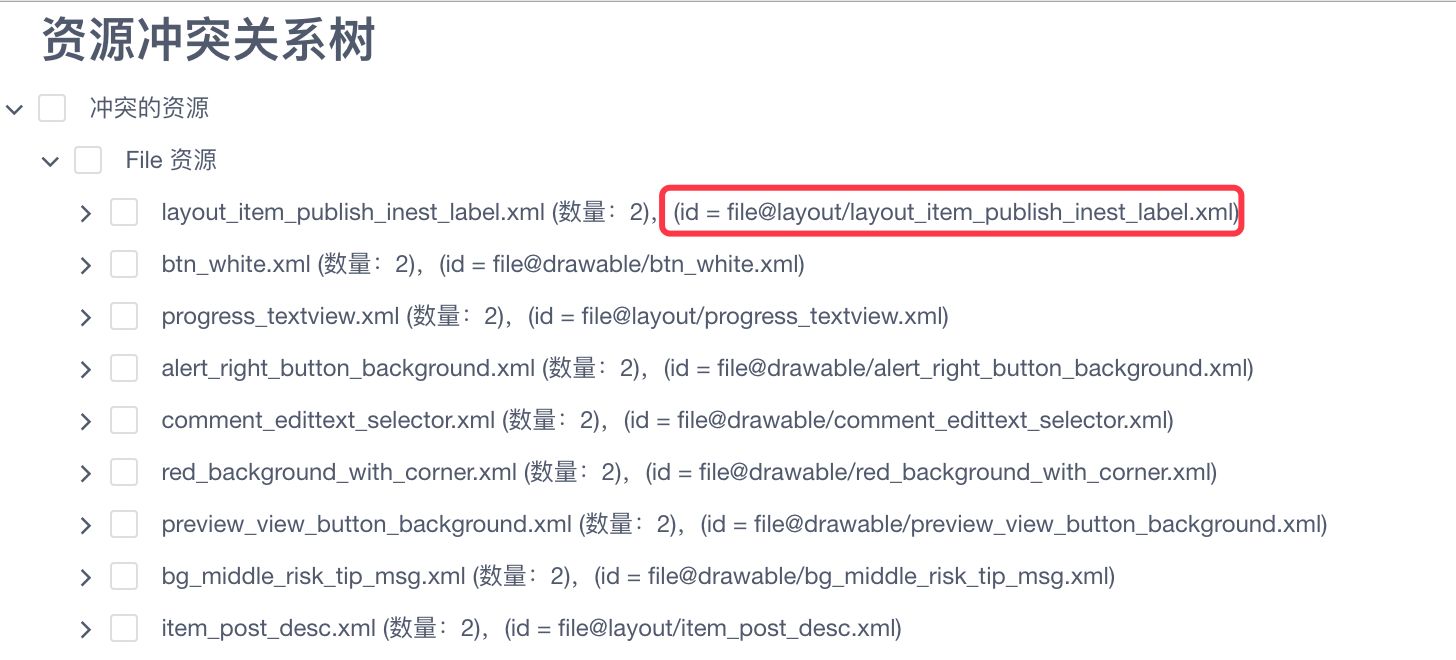 资源冲突关系树
冲突的资源
File 资源
layout_item_publish_inest_label.xml (数量：2)，(id = file@layout/layout_item_publish_inest_label.xml)
btn_white.xml (数量：2)，(id = file@drawable/btn_white.xml)
progress_textview.xml (数量：2)，(id = file@layout/progress_textview.xml)
alert_right_button_background.xml (数量：2)，(id = file@drawable/alert_right_button_background.xml)
comment_edittext_selector.xml (数量：2)，(id = file@drawable/comment_edittext_selector.xml)
red_background_with_corner.xml (数量：2)，(id = file@drawable/red_background_with_corner.xml)
preview_view_button_background.xml (数量：2)，(id = file@drawable/preview_view_button_background.xml)
bg_middle_risk_tip_msg.xml (数量：2)，(id = file@drawable/bg_middle_risk_tip_msg.xml)
item_post_desc.xml (数量：2)，(id = file@layout/item_post_desc.xml)